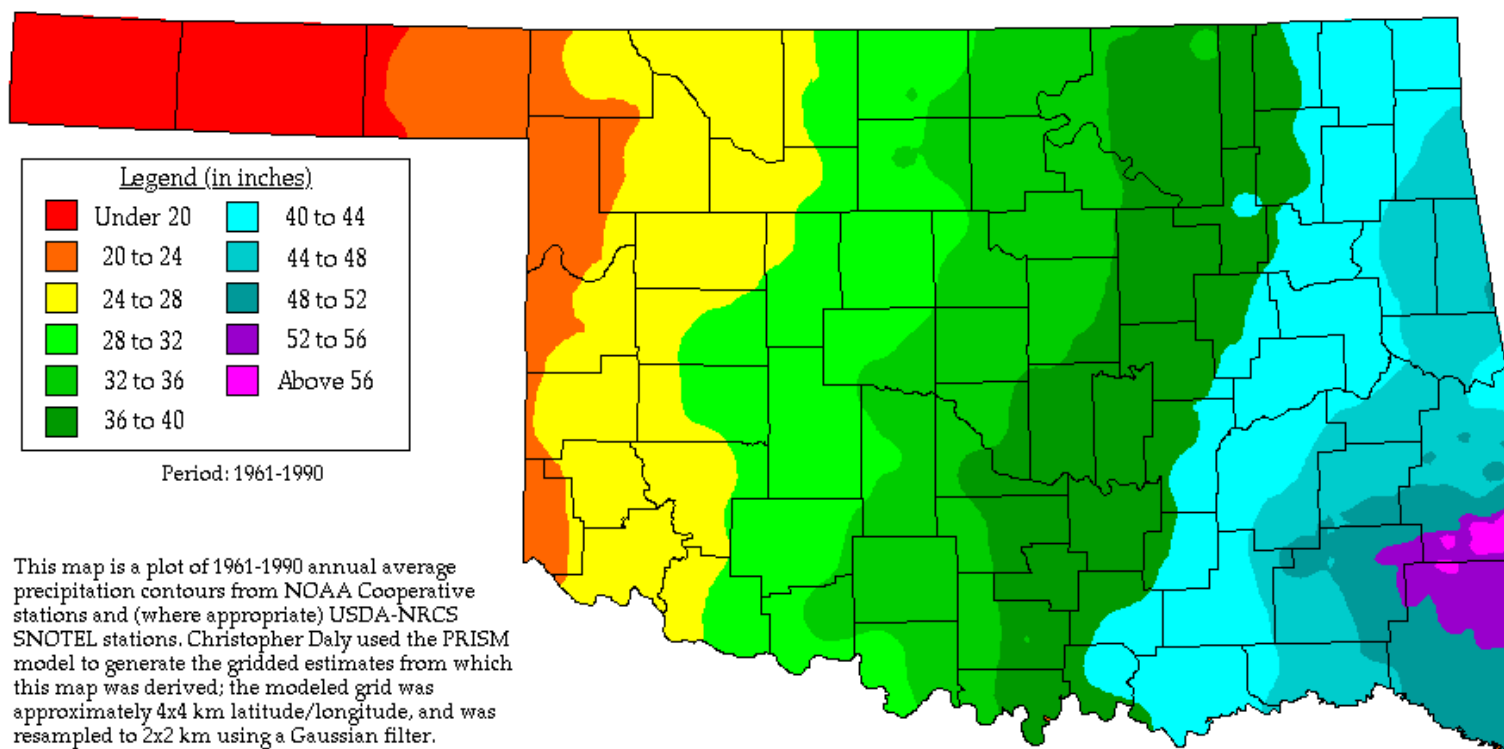 Legend (in inches)
Under 20
20 to 24
24 to 28
28 to 32
32 to 36
36 to 40
40 to 44
44 to 48
48 to 52
52 to 56
Above 56
Period: 1961-1990
This map is a plot of 1961-1990 annual average
precipitation contours from NOAA Cooperative
stations and (where appropriate) USDA-NRCS
SNOTEL stations. Christopher Daly used the PRISM
model to generate the gridded estimates from which
this map was derived; the modeled grid was
approximately 4x4 km latitude/longitude, and was
resampled to 2x2 km using a Gaussian filter.